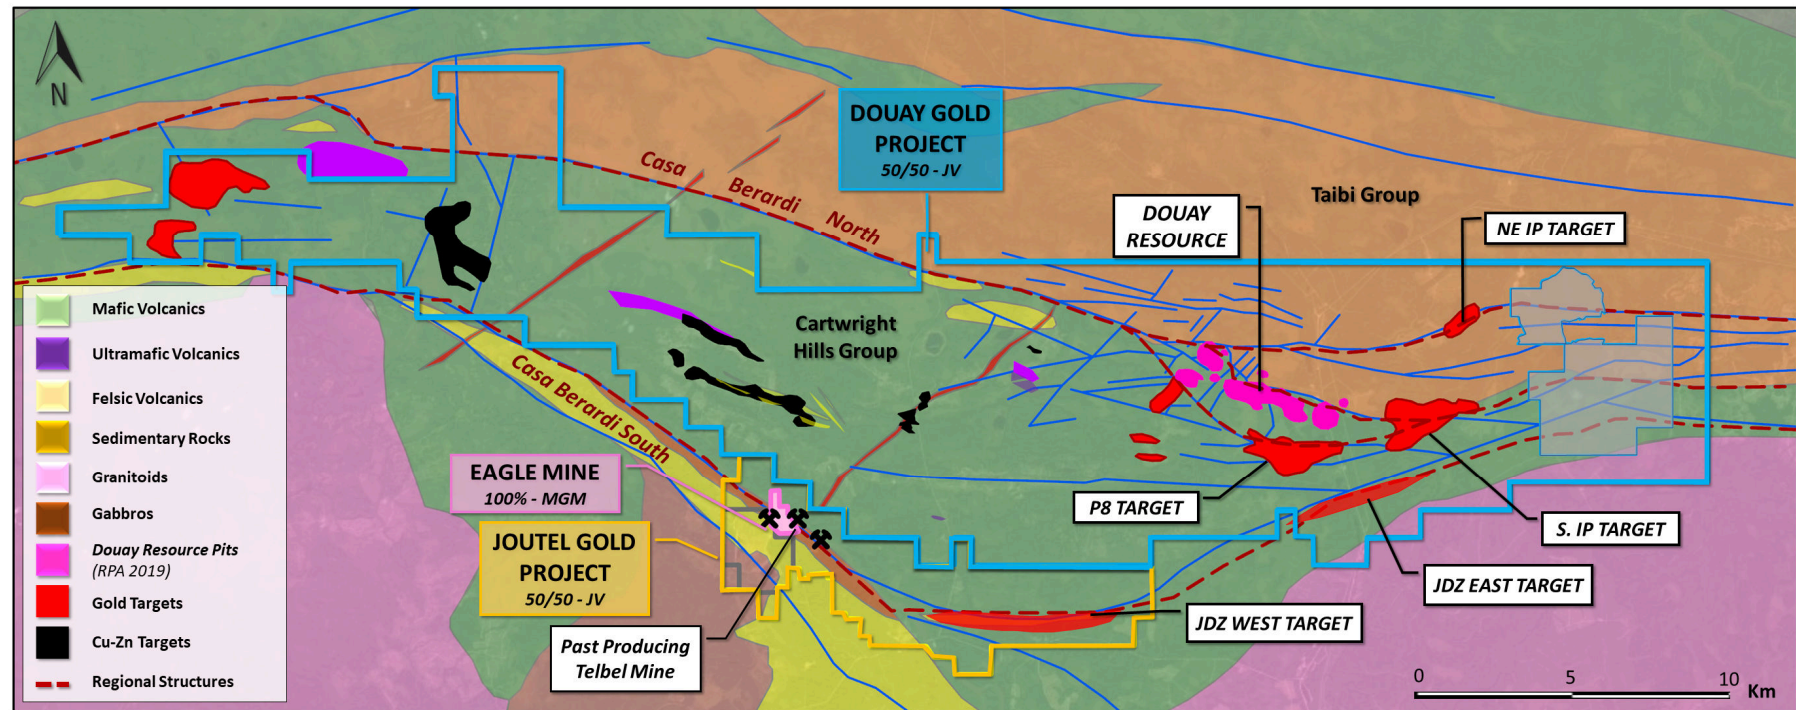 N
DOUAY GOLD
PROJECT
50/50 - JV
Casa Berardi North
Taibi Group
DOUAY
RESOURCE
NE IP TARGET
Cartwright
Hills Group
Casa Berardi South
EAGLE MINE
100% - MGM
JOUTEL GOLD
PROJECT
50/50 - JV
Past Producing
Telbel Mine
P8 TARGET
S. IP TARGET
JDZ EAST TARGET
JDZ WEST TARGET
Mafic Volcanics
Ultramafic Volcanics
Felsic Volcanics
Sedimentary Rocks
Granitoids
Gabbros
Douay Resource Pits
(RPA 2019)
Gold Targets
Cu-Zn Targets
Regional Structures
0 5 10 Km